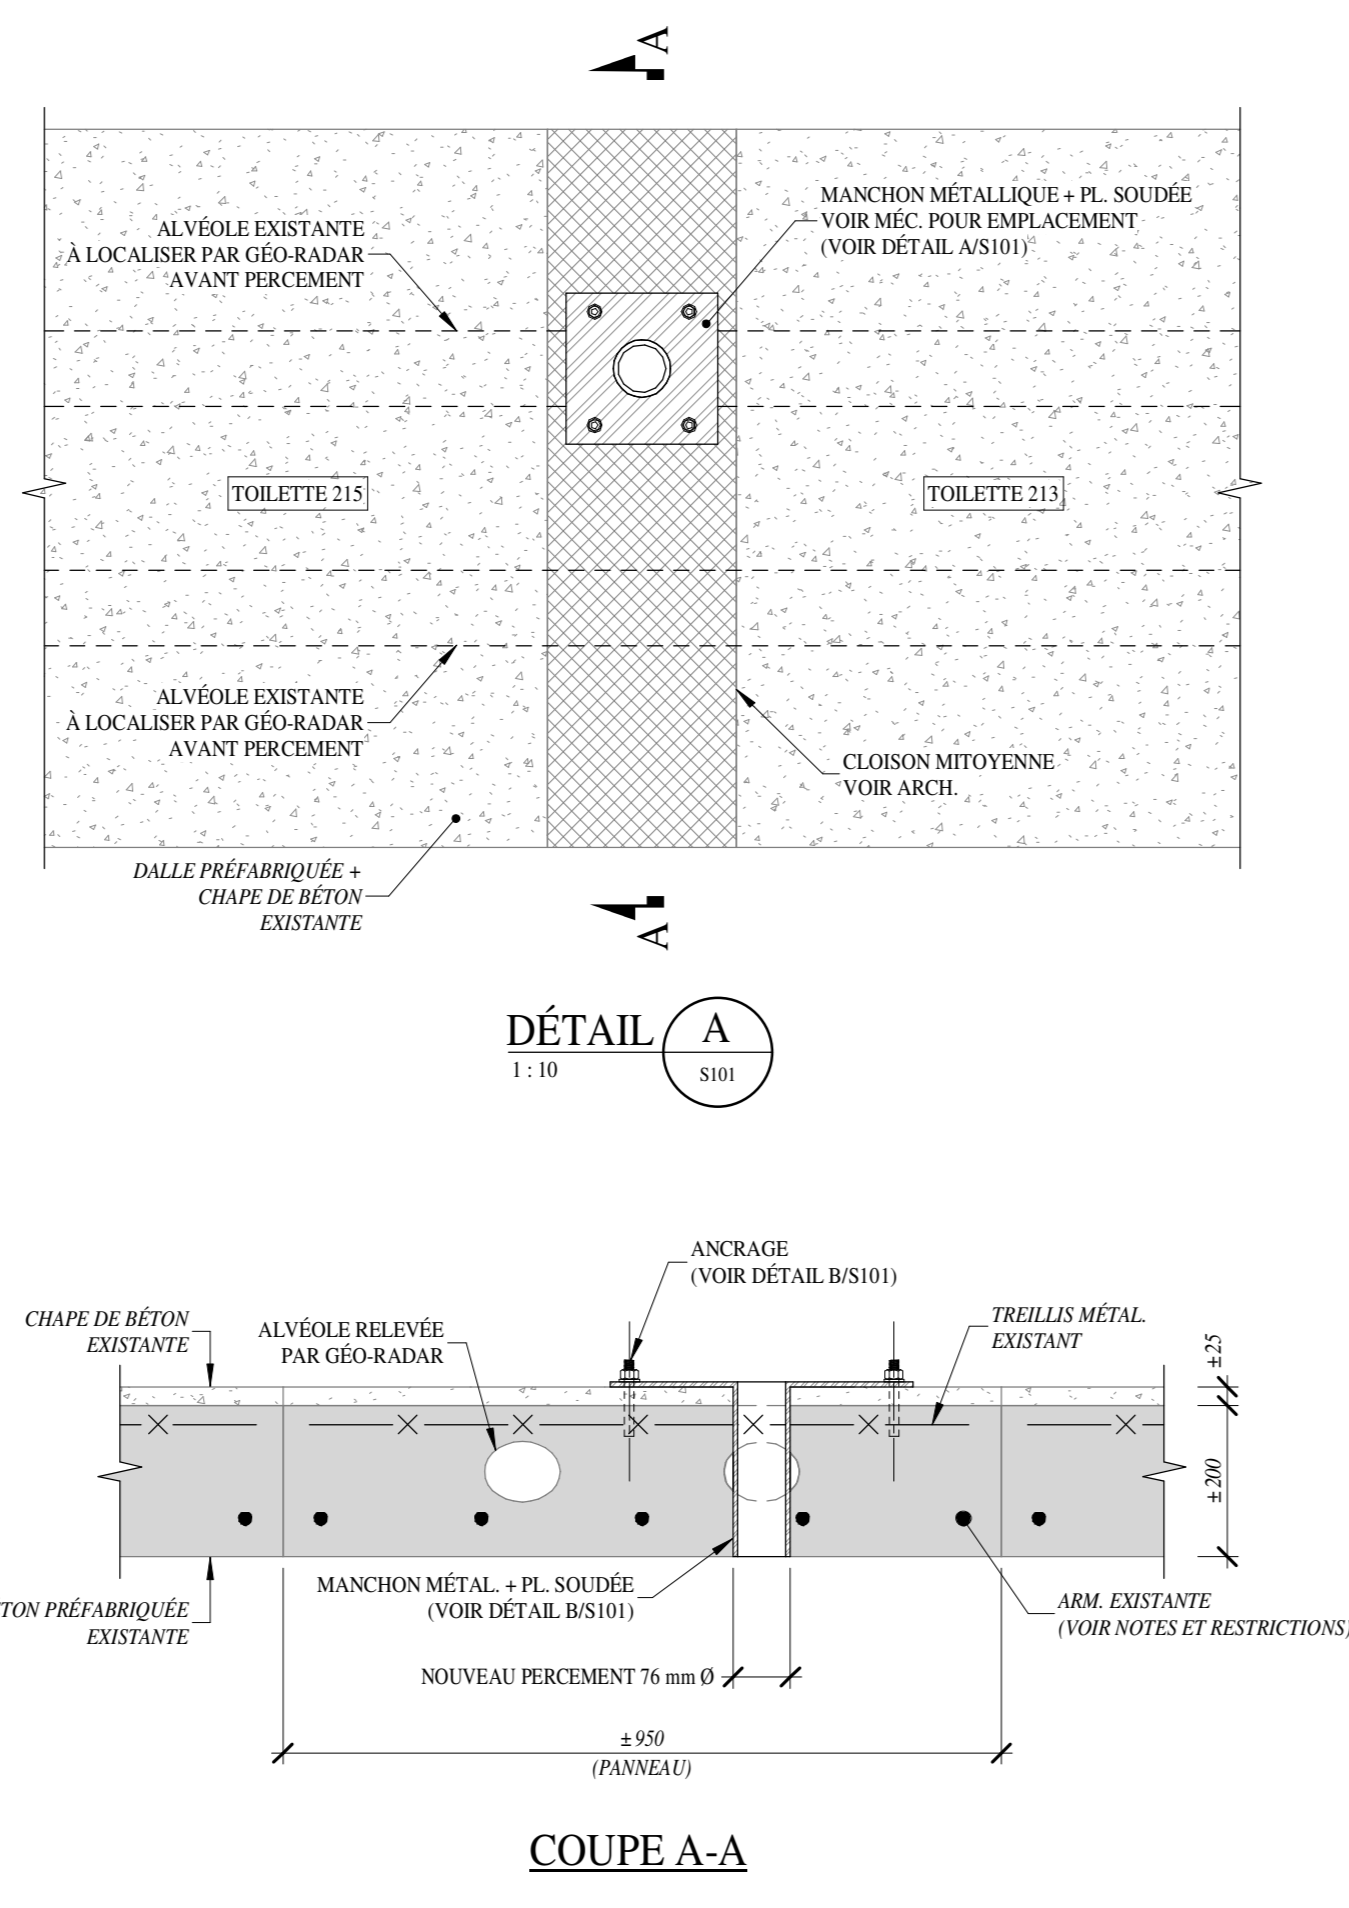 A
MANCHON MÉTALLIQUE + PL. SOUDÉE
VOIR MÉC. POUR EMPLACEMENT
(VOIR DÉTAIL A/S101)
ALVÉOLE EXISTANTE
À LOCALISER PAR GÉO-RADAR
AVANT PERCEMENT
TOILETTE 215
TOILETTE 213
ALVÉOLE EXISTANTE
À LOCALISER PAR GÉO-RADAR
AVANT PERCEMENT
CLOISON MITOYENNE
VOIR ARCH.
DALLE PRÉFABRIQUÉE +
CHAPE DE BÉTON
EXISTANTE
A
DÉTAIL
1 : 10
A
S101
ANCRAGE
(VOIR DÉTAIL B/S101)
CHAPE DE BÉTON
EXISTANTE
ALVÉOLE RELEVÉE
PAR GÉO-RADAR
TREILLIS MÉTAL.
EXISTANT
±25
±200
MANCHON MÉTAL. + PL. SOUDÉE
(VOIR DÉTAIL B/S101)
TON PRÉFABRIQUÉE
EXISTANTE
ARM. EXISTANTE
(VOIR NOTES ET RESTRICTIONS)
NOUVEAU PERCEMENT 76 mm Ø
±950
(PANNEAU)
COUPE A-A